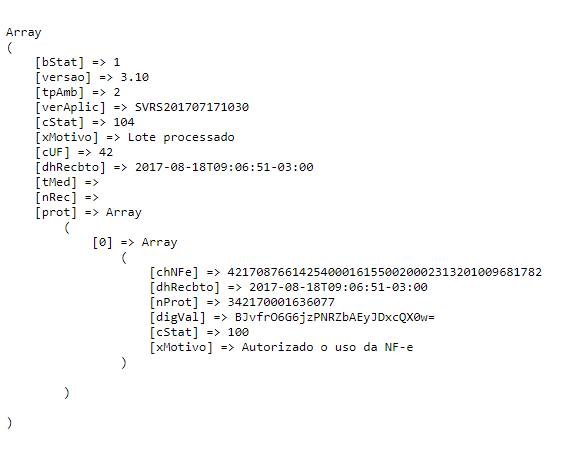 Array
(
[bStat] => 1
[versao] => 3.10
[tpAmb] => 2
[verAplic] => SVRS201707171030
[cStat] => 104
[xMotivo] => Lote processado
[cUF] => 42
[dhRecbto] => 2017-08-18T09:06:51-03:00
[tMed] =>
[nRec] =>
[prot] => Array
(
[0] => Array
(
[chNFe] => 42170876614254000161550020002313201009681782
[dhRecbto] => 2017-08-18T09:06:51-03:00
[nProt] => 342170001636077
[digVal] => BJvfrO6G6jzPNRZbAEyJDxcQX0w=
[cStat] => 100
[xMotivo] => Autorizado o uso da NF-e
)
)
)